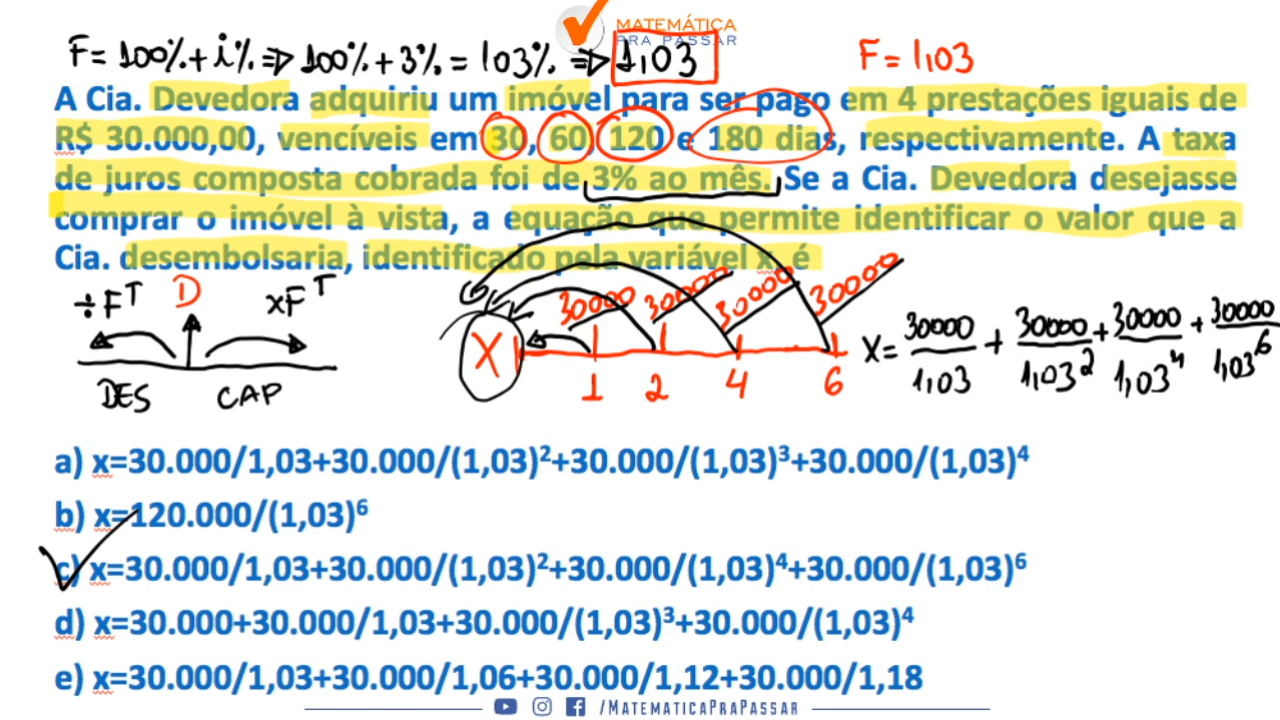 MATEMÁTICA
PRA PASSAR
F = 100% + i% ⇒ 100% + 3% = 103% ⇒ 1,03 F = 1,03
A Cia. Devedora adquiriu um imóvel para ser pago em 4 prestações iguais de
R$ 30.000,00, vencíveis em 30, 60, 120 e 180 dias, respectivamente. A taxa
de juros composta cobrada foi de 3% ao mês. Se a Cia. Devedora desejasse
comprar o imóvel à vista, a equação que permite identificar o valor que a
Cia. desembolsaria, identificado pela variável x, é
÷F^T D xF^T
DES CAP
30000 30000 30000 30000
X
1 2 4 6
X = 30000/1,03 + 30000/1,03² + 30000/1,03⁴ + 30000/1,03⁶
a) x=30.000/1,03+30.000/(1,03)²+30.000/(1,03)³+30.000/(1,03)⁴
b) x=120.000/(1,03)⁶
c) x=30.000/1,03+30.000/(1,03)²+30.000/(1,03)⁴+30.000/(1,03)⁶
d) x=30.000+30.000/1,03+30.000/(1,03)³+30.000/(1,03)⁴
e) x=30.000/1,03+30.000/1,06+30.000/1,12+30.000/1,18
/MatematicaPraPassar